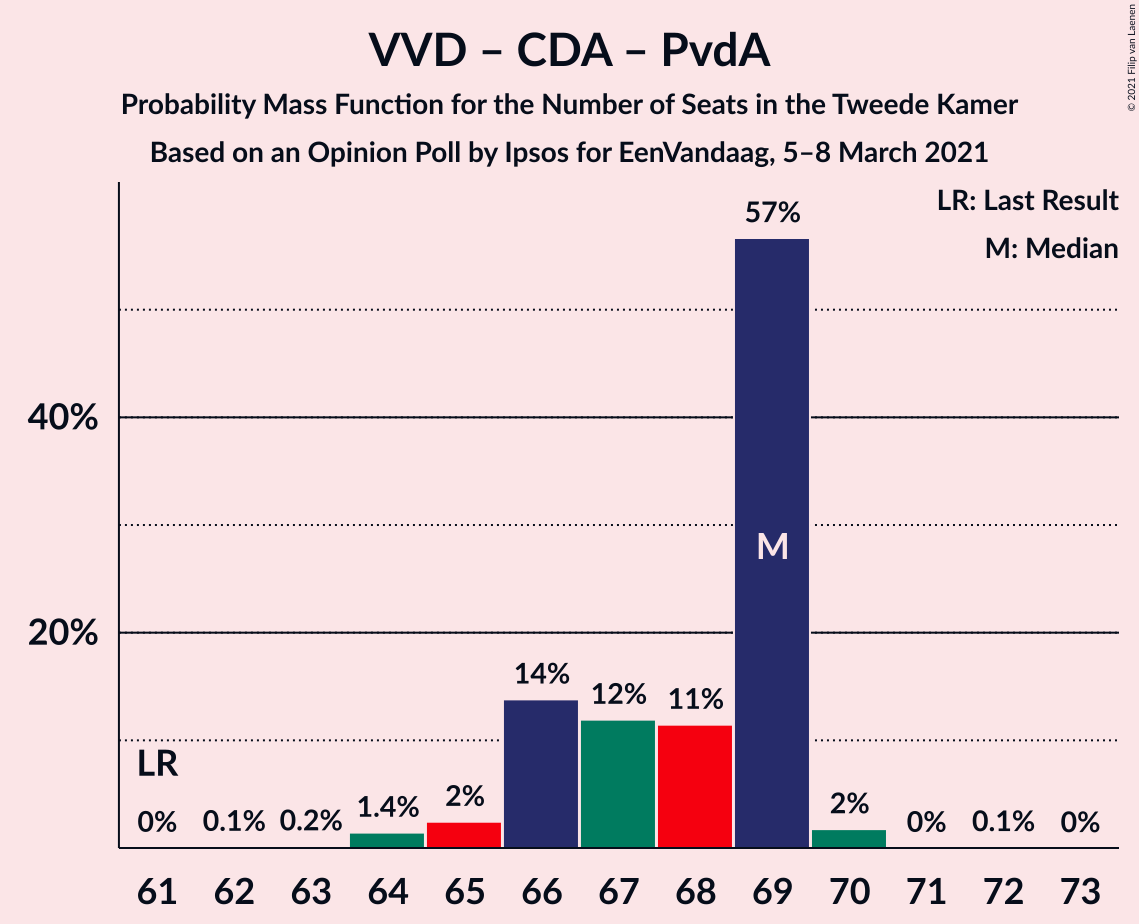 VVD – CDA – PvdA
Probability Mass Function for the Number of Seats in the Tweede Kamer
Based on an Opinion Poll by Ipsos for EenVandaag, 5–8 March 2021
© 2021 Filip van Laenen
LR: Last Result
M: Median
57%
40%
M
20%
14%
12%
11%
LR
0%
0.1%
0.2%
1.4%
2%
2%
0%
0.1%
0%
61 62 63 64 65 66 67 68 69 70 71 72 73